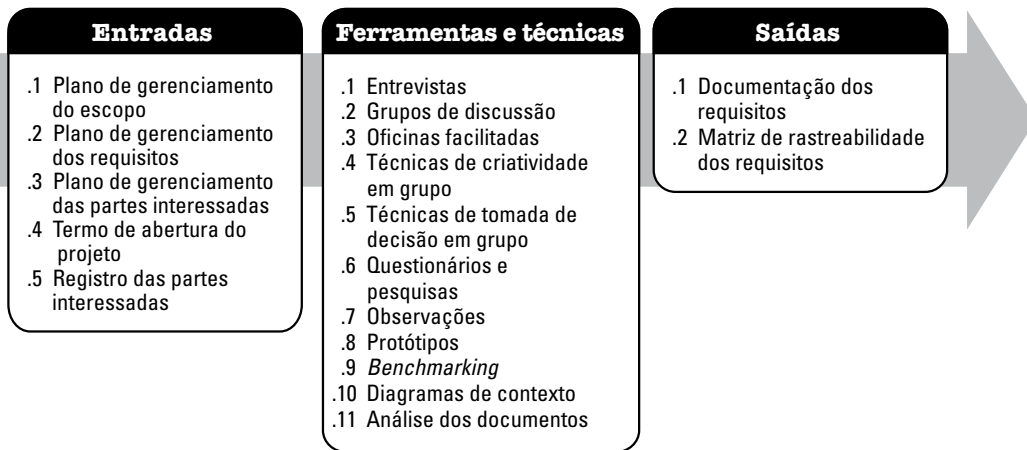 Entradas
.1 Plano de gerenciamento
do escopo
.2 Plano de gerenciamento
dos requisitos
.3 Plano de gerenciamento
das partes interessadas
.4 Termo de abertura do
projeto
.5 Registro das partes
interessadas
Ferramentas e técnicas
.1 Entrevistas
.2 Grupos de discussão
.3 Oficinas facilitadas
.4 Técnicas de criatividade
em grupo
.5 Técnicas de tomada de
decisão em grupo
.6 Questionários e
pesquisas
.7 Observações
.8 Protótipos
.9 Benchmarking
.10 Diagramas de contexto
.11 Análise dos documentos
Saídas
.1 Documentação dos
requisitos
.2 Matriz de rastreabilidade
dos requisitos